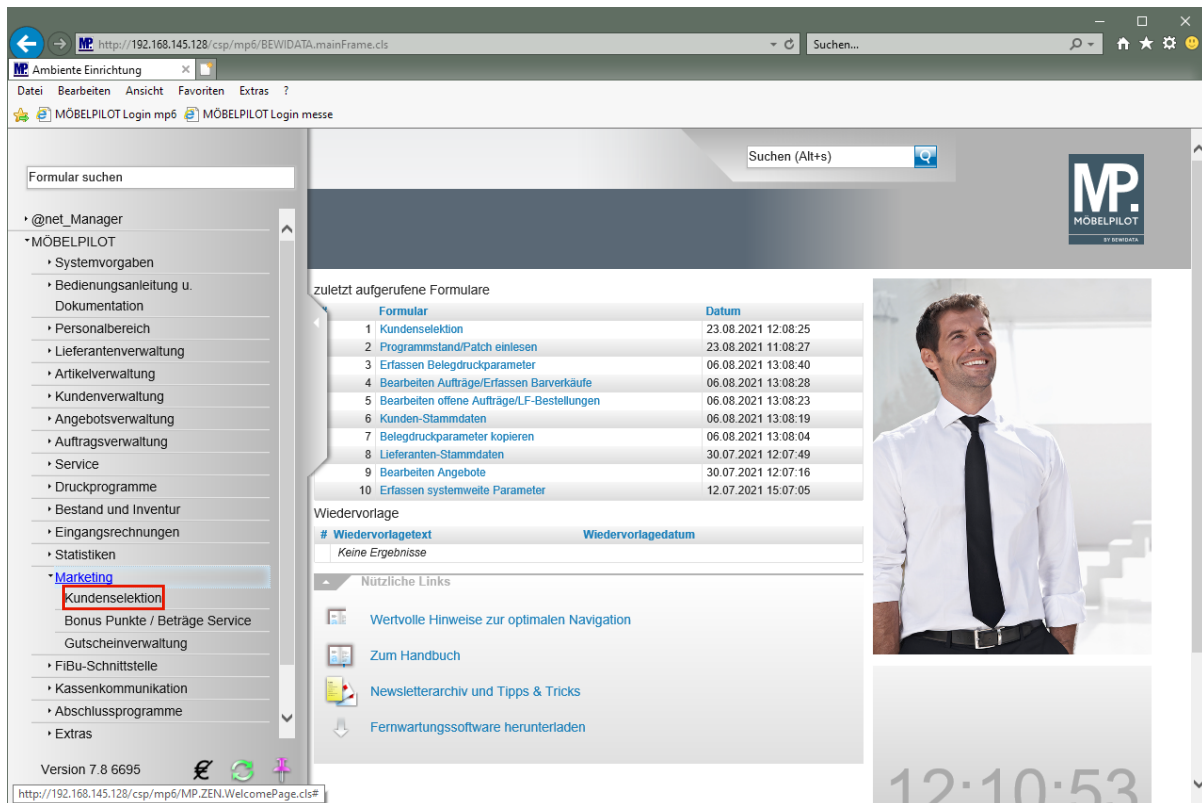 http://192.168.145.128/csp/mp6/BEWIDATA.mainFrame.cls
Suchen...
MP. Ambiente Einrichtung
Datei Bearbeiten Ansicht Favoriten Extras ?
MÖBELPILOT Login mp6 MÖBELPILOT Login messe
Suchen (Alt+s)
MP.
MÖBELPILOT
BY BEWIDATA
Formular suchen
@net_Manager
MÖBELPILOT
Systemvorgaben
Bedienungsanleitung u.
Dokumentation
Personalbereich
Lieferantenverwaltung
Artikelverwaltung
Kundenverwaltung
Angebotsverwaltung
Auftragsverwaltung
Service
Druckprogramme
Bestand und Inventur
Eingangsrechnungen
Statistiken
Marketing
Kundenselektion
Bonus Punkte / Beträge Service
Gutscheinverwaltung
FiBu-Schnittstelle
Kassenkommunikation
Abschlussprogramme
Extras
Version 7.8 6695
http://192.168.145.128/csp/mp6/MP.ZEN.WelcomePage.cls#
zuletzt aufgerufene Formulare
Formular Datum
1 Kundenselektion 23.08.2021 12:08:25
2 Programmstand/Patch einlesen 23.08.2021 11:08:27
3 Erfassen Belegdruckparameter 06.08.2021 13:08:40
4 Bearbeiten Aufträge/Erfassen Barverkäufe 06.08.2021 13:08:28
5 Bearbeiten offene Aufträge/LF-Bestellungen 06.08.2021 13:08:23
6 Kunden-Stammdaten 06.08.2021 13:08:19
7 Belegdruckparameter kopieren 06.08.2021 13:08:04
8 Lieferanten-Stammdaten 30.07.2021 12:07:49
9 Bearbeiten Angebote 30.07.2021 12:07:16
10 Erfassen systemweite Parameter 12.07.2021 15:07:05
Wiedervorlage
# Wiedervorlagetext Wiedervorlagedatum
Keine Ergebnisse
Nützliche Links
Wertvolle Hinweise zur optimalen Navigation
Zum Handbuch
Newsletterarchiv und Tipps & Tricks
Fernwartungssoftware herunterladen
12:10:53